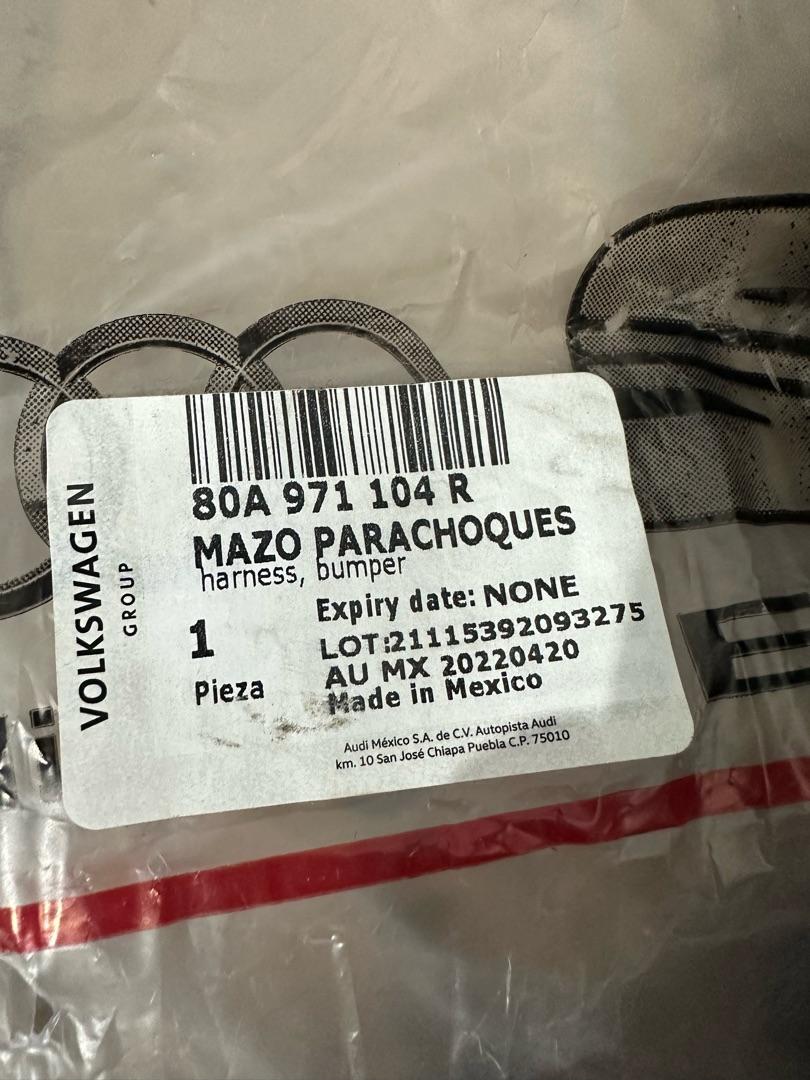 80A 971 104 R
MAZO PARACHOQUES
harness, bumper
Expiry date: NONE
1
LOT:21115392093275
AU MX 20220420
Pieza
Made in Mexico
Audi México S.A. de C.V. Autopista Audi
km. 10 San José Chiapa Puebla C.P. 75010
VOLKSWAGEN
GROUP